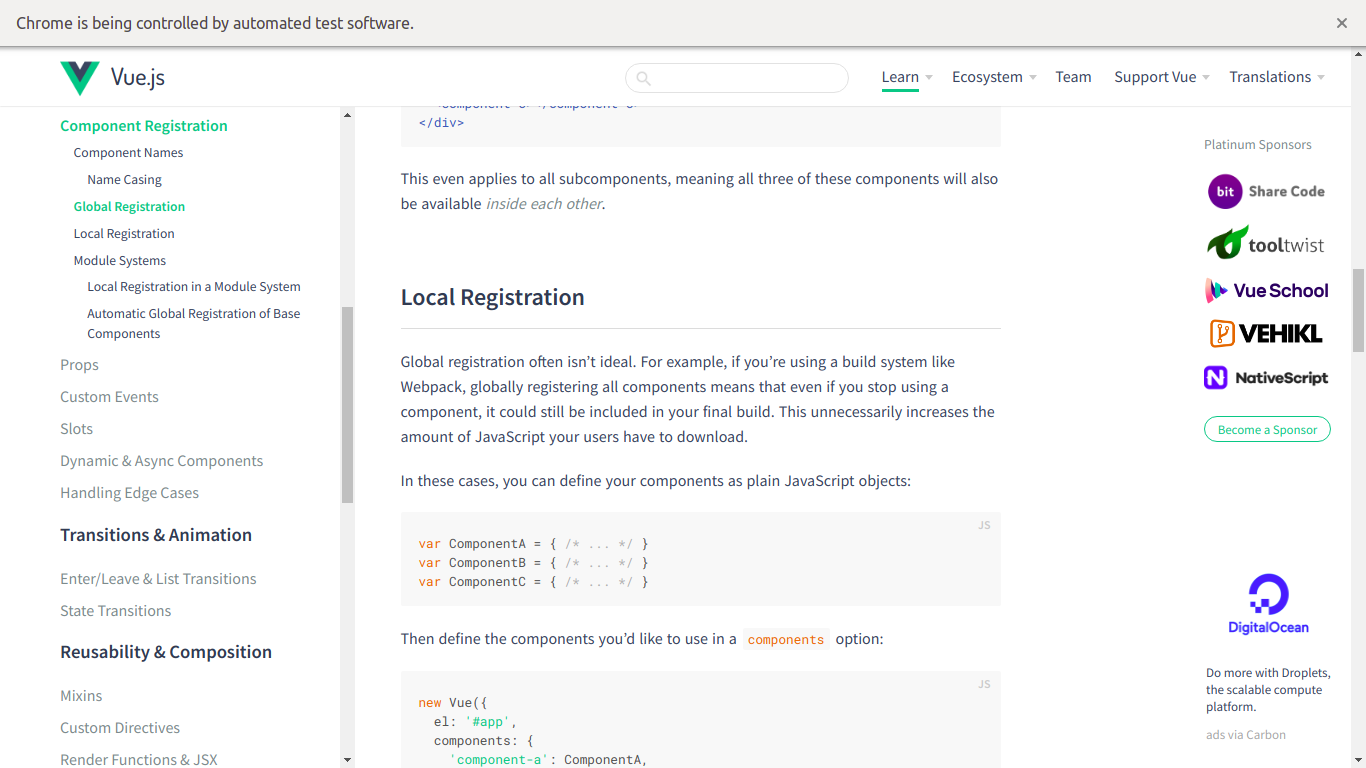 Chrome is being controlled by automated test software.
Vue.js
Learn
Ecosystem
Team
Support Vue
Translations
Component Registration
Component Names
Name Casing
Global Registration
Local Registration
Module Systems
Local Registration in a Module System
Automatic Global Registration of Base
Components
Props
Custom Events
Slots
Dynamic & Async Components
Handling Edge Cases
Transitions & Animation
Enter/Leave & List Transitions
State Transitions
Reusability & Composition
Mixins
Custom Directives
Render Functions & JSX
</div>
This even applies to all subcomponents, meaning all three of these components will also
be available inside each other.
Local Registration
Global registration often isn’t ideal. For example, if you’re using a build system like
Webpack, globally registering all components means that even if you stop using a
component, it could still be included in your final build. This unnecessarily increases the
amount of JavaScript your users have to download.
In these cases, you can define your components as plain JavaScript objects:
JS
var ComponentA = { /* ... */ }
var ComponentB = { /* ... */ }
var ComponentC = { /* ... */ }
Then define the components you’d like to use in a components option:
JS
new Vue({
el: '#app',
components: {
'component-a': ComponentA,
Platinum Sponsors
bit Share Code
tooltwist
Vue School
VEHIKL
NativeScript
Become a Sponsor
DigitalOcean
Do more with Droplets,
the scalable compute
platform.
ads via Carbon